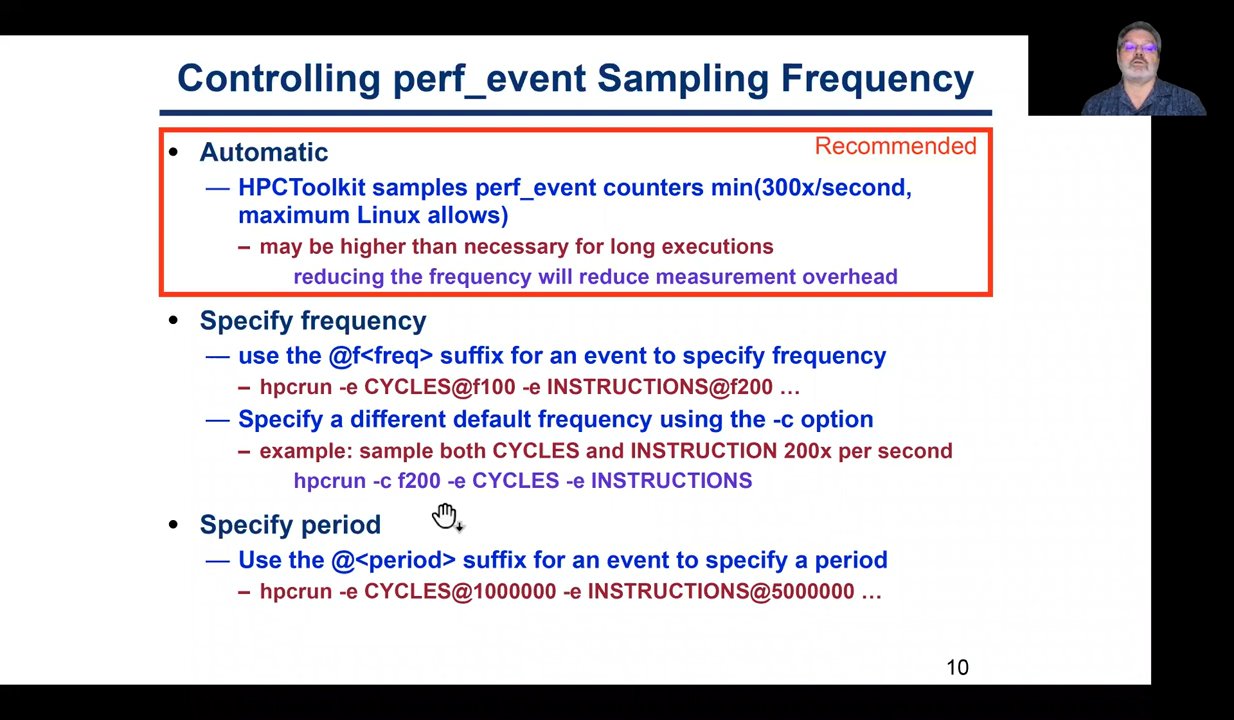 Controlling perf_event Sampling Frequency
Recommended
• Automatic
— HPCToolkit samples perf_event counters min(300x/second,
maximum Linux allows)
– may be higher than necessary for long executions
reducing the frequency will reduce measurement overhead
• Specify frequency
— use the @f<freq> suffix for an event to specify frequency
– hpcrun -e CYCLES@f100 -e INSTRUCTIONS@f200 …
— Specify a different default frequency using the -c option
– example: sample both CYCLES and INSTRUCTION 200x per second
hpcrun -c f200 -e CYCLES -e INSTRUCTIONS
• Specify period
— Use the @<period> suffix for an event to specify a period
– hpcrun -e CYCLES@1000000 -e INSTRUCTIONS@5000000 …
10